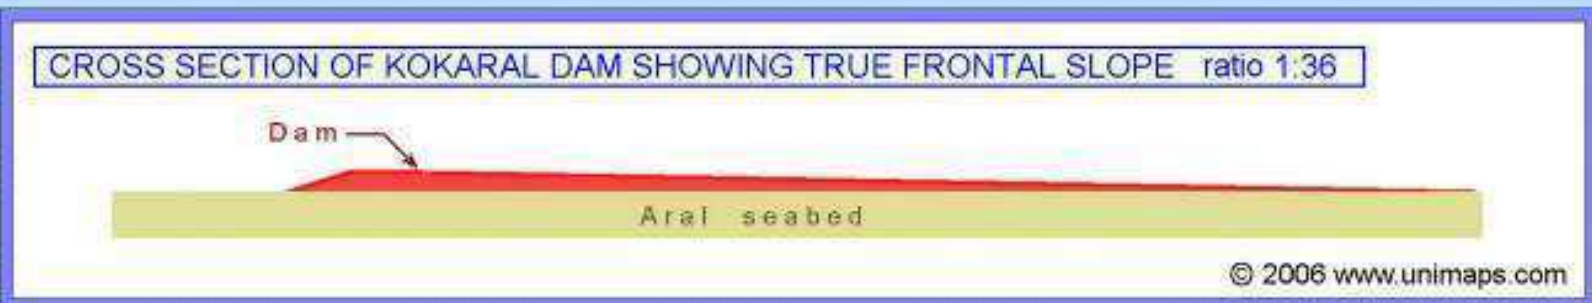 CROSS SECTION OF KOKARAL DAM SHOWING TRUE FRONTAL SLOPE ratio 1:36
Dam
Aral seabed
© 2006 www.unimaps.com